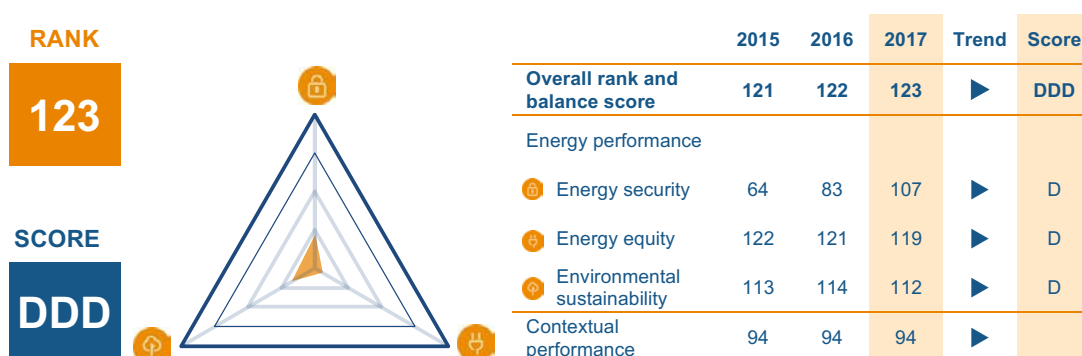 RANK
123
SCORE
DDD
2015 2016 2017 Trend Score
Overall rank and
balance score 121 122 123 DDD
Energy performance
Energy security 64 83 107 D
Energy equity 122 121 119 D
Environmental
sustainability 113 114 112 D
Contextual
performance 94 94 94